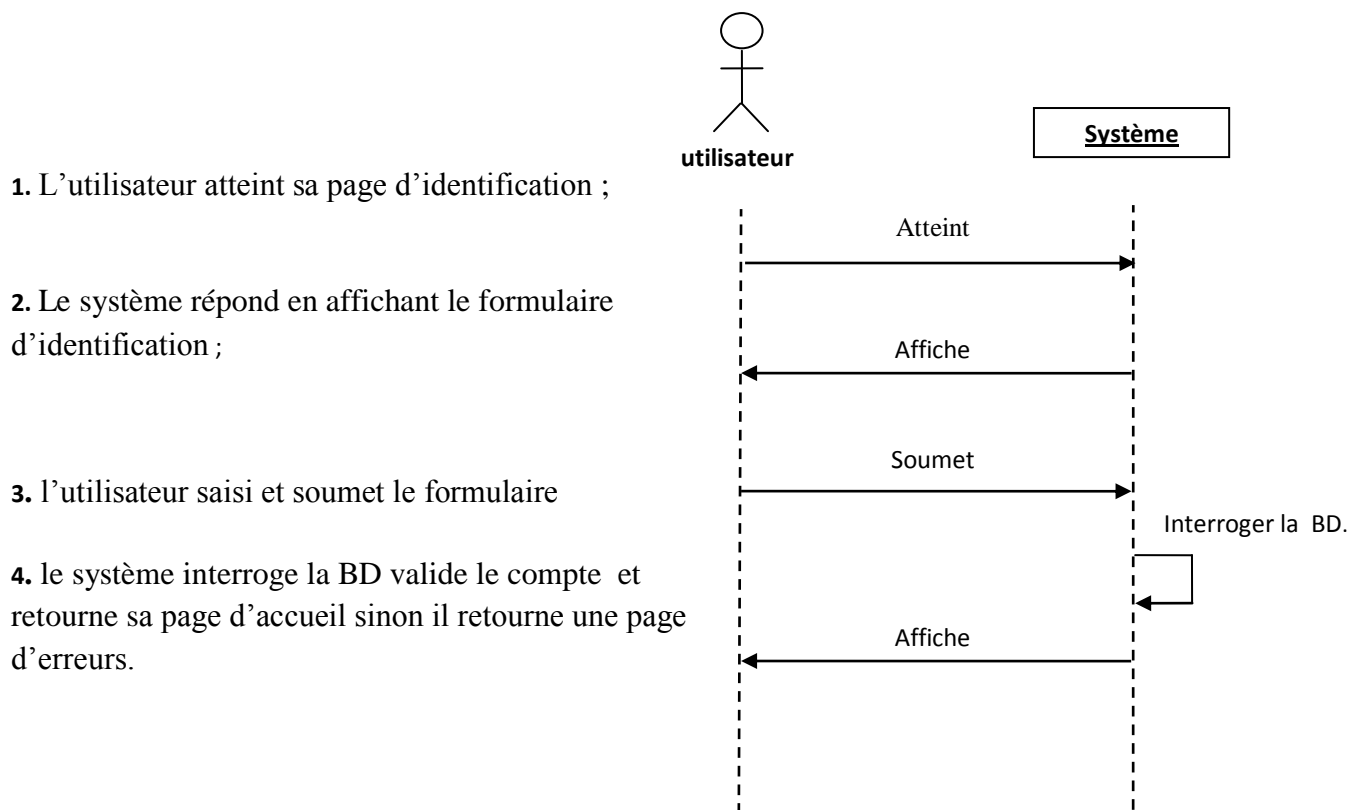 Système
utilisateur
1. L’utilisateur atteint sa page d’identification ;
Atteint
2. Le système répond en affichant le formulaire
d’identification ;
Affiche
Soumet
3. l’utilisateur saisi et soumet le formulaire
Interroger la BD.
4. le système interroge la BD valide le compte et
retourne sa page d’accueil sinon il retourne une page
d’erreurs.
Affiche